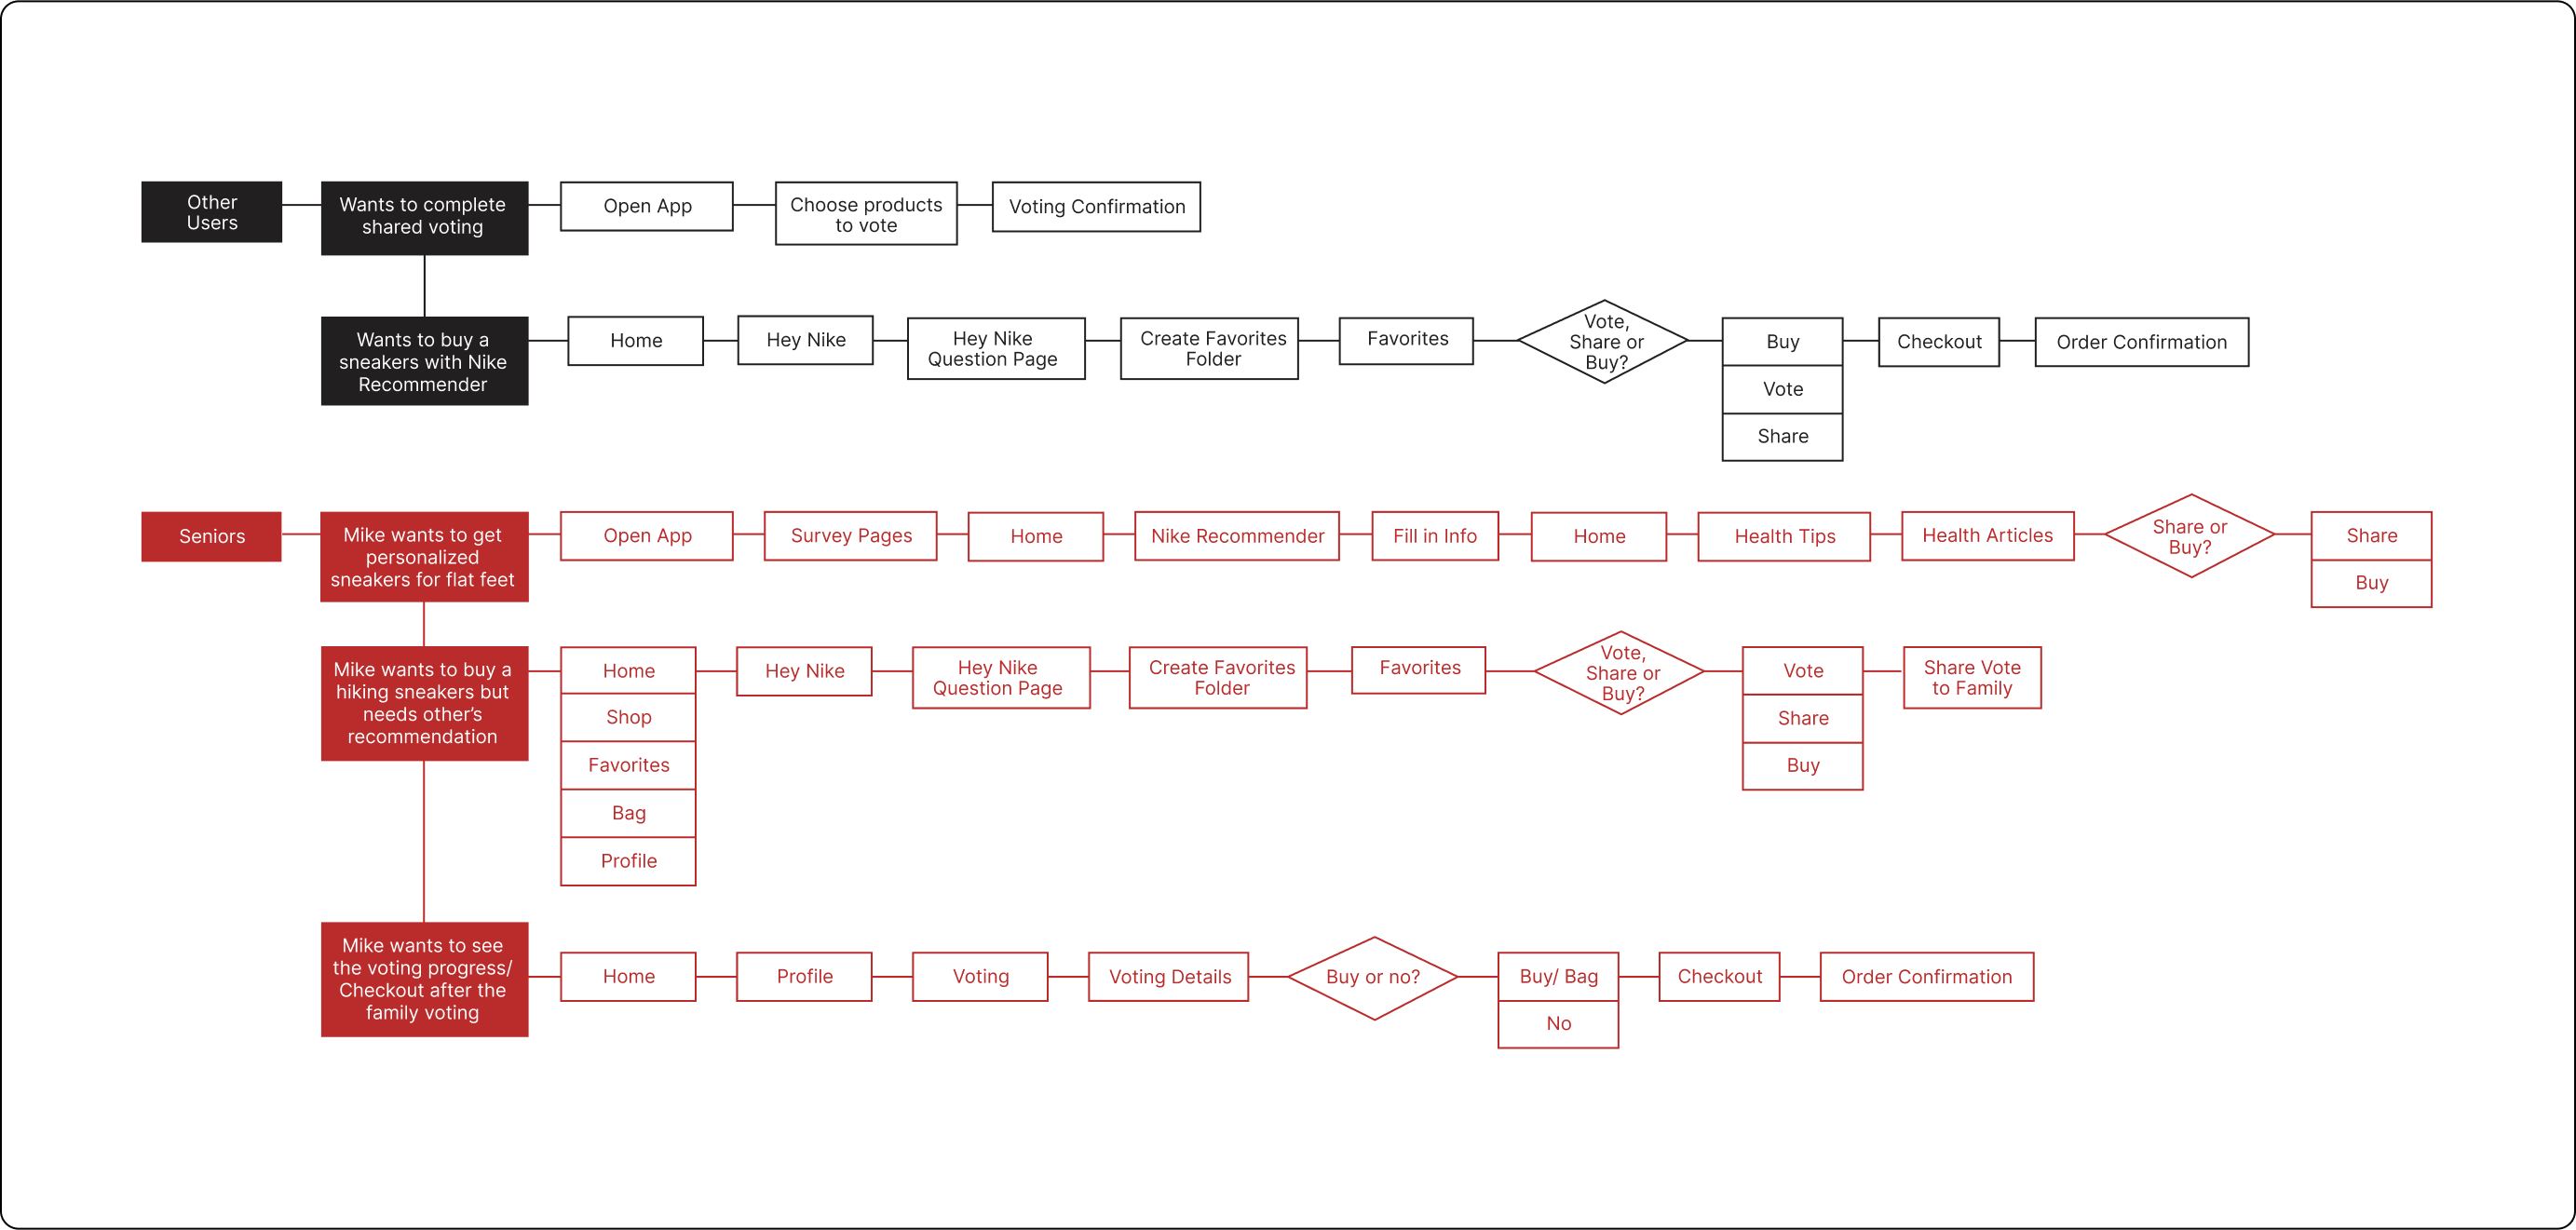 Other
Users
Wants to complete
shared voting
Open App
Choose products
to vote
Voting Confirmation
Wants to buy a
sneakers with Nike
Recommender
Home
Hey Nike
Hey Nike
Question Page
Create Favorites
Folder
Favorites
Vote,
Share or
Buy?
Buy
Vote
Share
Checkout
Order Confirmation
Seniors
Mike wants to get
personalized
sneakers for flat feet
Open App
Survey Pages
Home
Nike Recommender
Fill in Info
Home
Health Tips
Health Articles
Share or
Buy?
Share
Buy
Mike wants to buy a
hiking sneakers but
needs other’s
recommendation
Home
Shop
Favorites
Bag
Profile
Hey Nike
Hey Nike
Question Page
Create Favorites
Folder
Favorites
Vote,
Share or
Buy?
Vote
Share
Buy
Share Vote
to Family
Mike wants to see
the voting progress/
Checkout after the
family voting
Home
Profile
Voting
Voting Details
Buy or no?
Buy/ Bag
No
Checkout
Order Confirmation